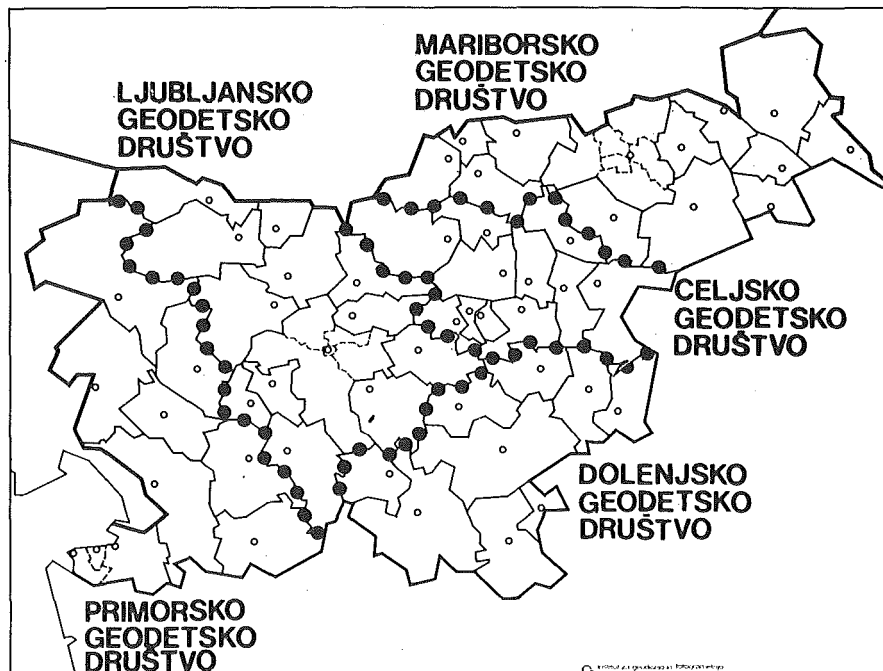 MARIBORSKO
GEODETSKO
DRUŠTVO
LJUBLJANSKO
GEODETSKO
DRUŠTVO
CELJSKO
GEODETSKO
DRUŠTVO
DOLENJSKO
GEODETSKO
DRUŠTVO
PRIMORSKO
GEODETSKO
DRUŠTVO